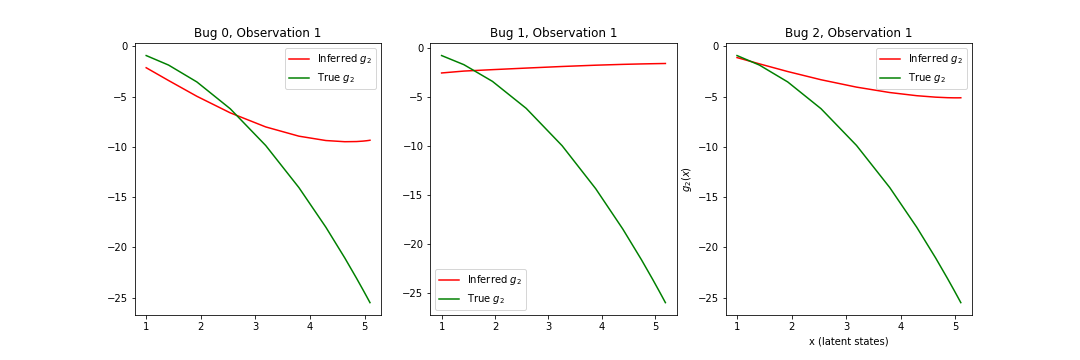 Bug 0, Observation 1
Inferred g₂
True g₂
0
−5
−10
−15
−20
−25
1 2 3 4 5
Bug 1, Observation 1
Inferred g₂
True g₂
0
−5
−10
−15
−20
−25
1 2 3 4 5
Bug 2, Observation 1
Inferred g₂
True g₂
g₂(x)
0
−5
−10
−15
−20
−25
1 2 3 4 5
x (latent states)